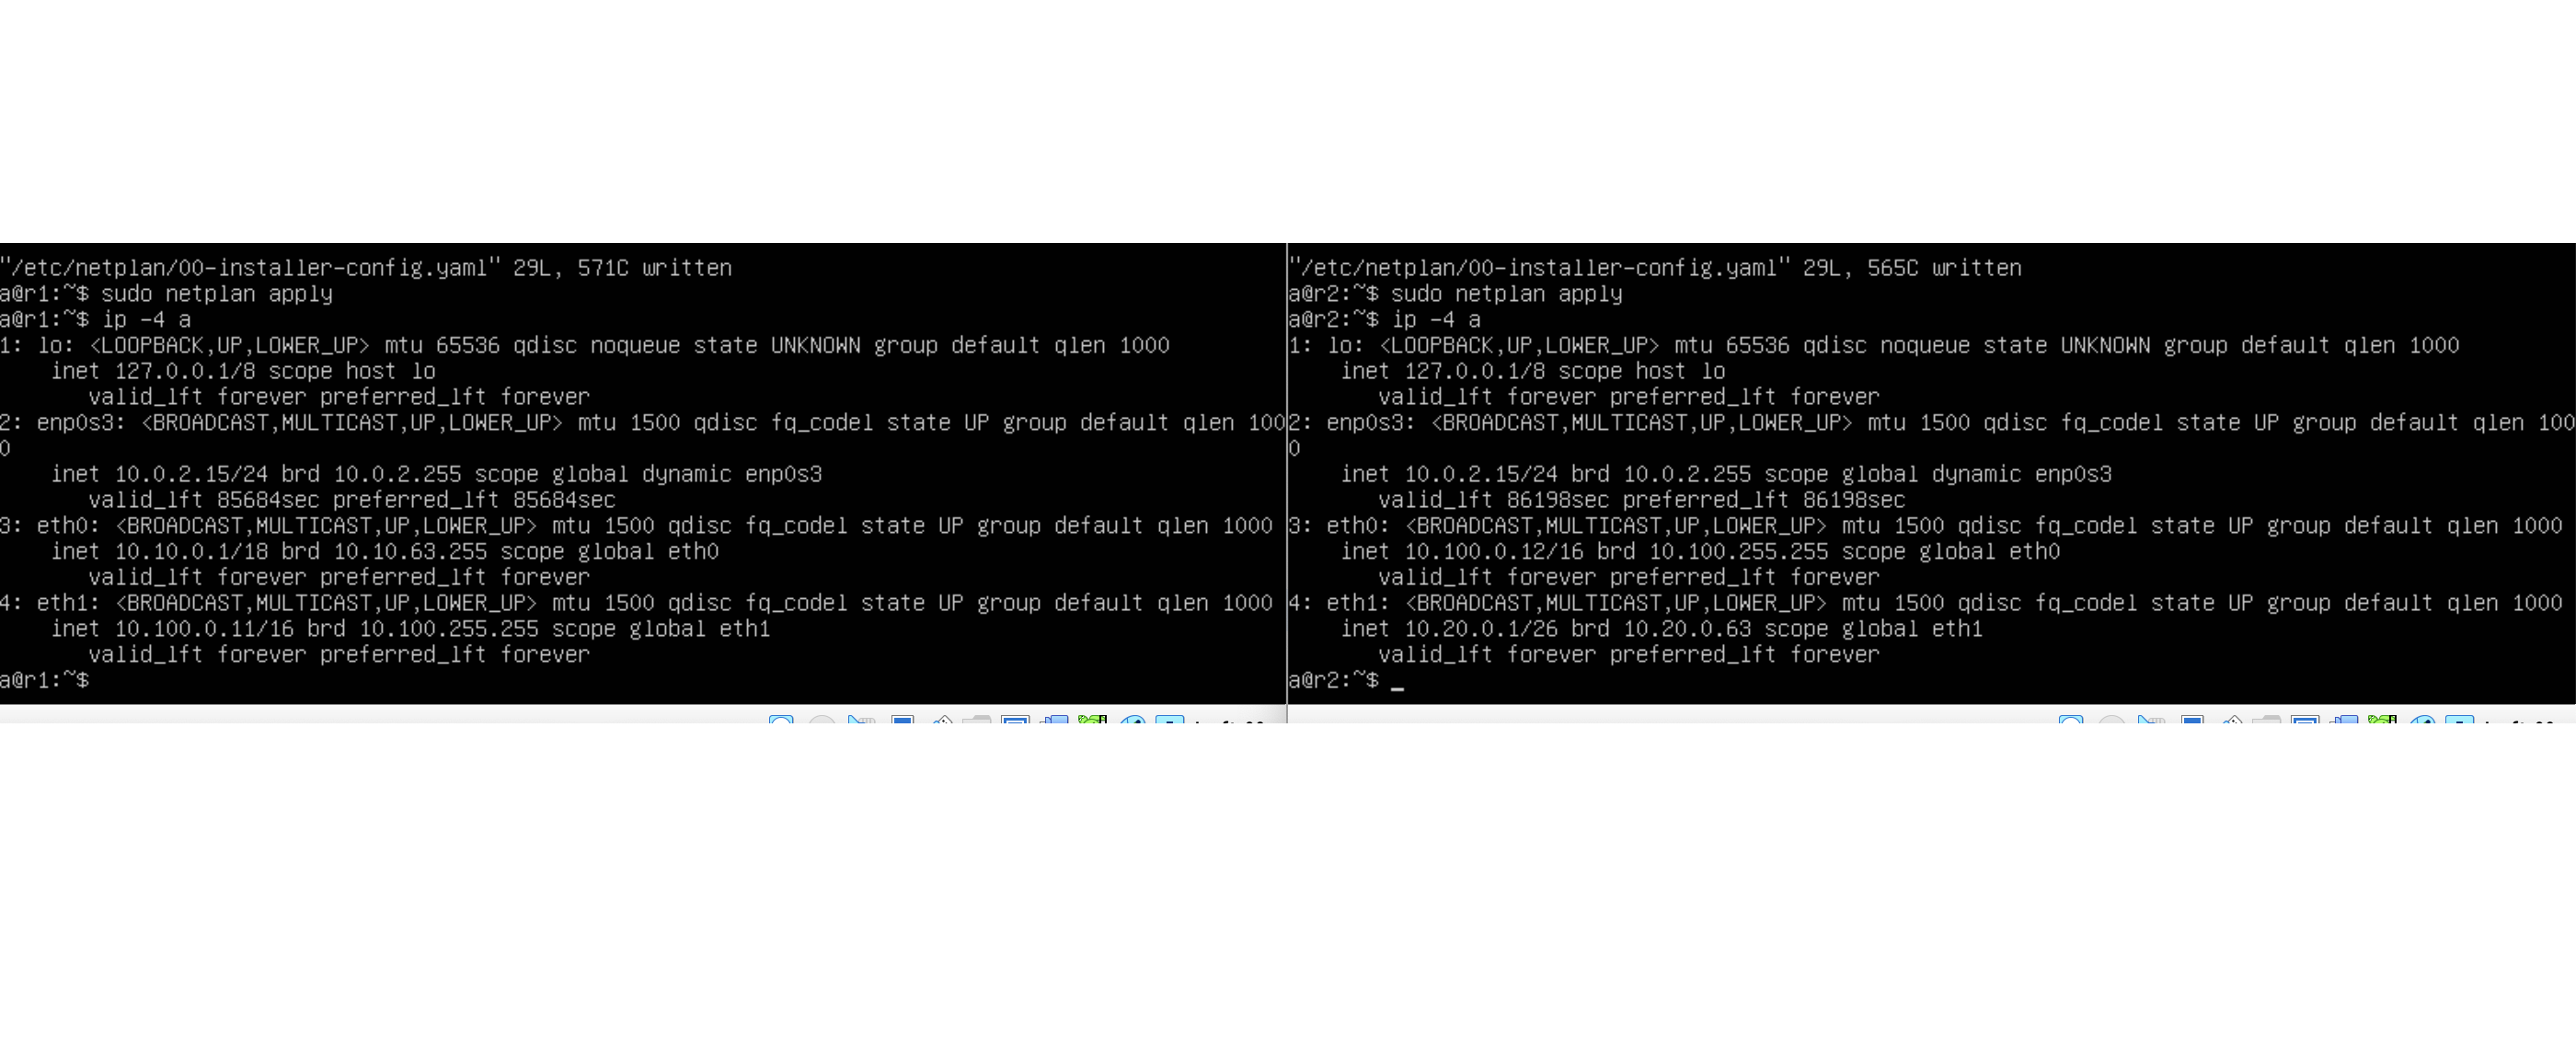 "/etc/netplan/00-installer-config.yaml" 29L, 571C written
a@r1:~$ sudo netplan apply
a@r1:~$ ip -4 a
1: lo: <LOOPBACK,UP,LOWER_UP> mtu 65536 qdisc noqueue state UNKNOWN group default qlen 1000
    inet 127.0.0.1/8 scope host lo
       valid_lft forever preferred_lft forever
2: enp0s3: <BROADCAST,MULTICAST,UP,LOWER_UP> mtu 1500 qdisc fq_codel state UP group default qlen 100
0
    inet 10.0.2.15/24 brd 10.0.2.255 scope global dynamic enp0s3
       valid_lft 85684sec preferred_lft 85684sec
3: eth0: <BROADCAST,MULTICAST,UP,LOWER_UP> mtu 1500 qdisc fq_codel state UP group default qlen 1000
    inet 10.10.0.1/18 brd 10.10.63.255 scope global eth0
       valid_lft forever preferred_lft forever
4: eth1: <BROADCAST,MULTICAST,UP,LOWER_UP> mtu 1500 qdisc fq_codel state UP group default qlen 1000
    inet 10.100.0.11/16 brd 10.100.255.255 scope global eth1
       valid_lft forever preferred_lft forever
a@r1:~$
"/etc/netplan/00-installer-config.yaml" 29L, 565C written
a@r2:~$ sudo netplan apply
a@r2:~$ ip -4 a
1: lo: <LOOPBACK,UP,LOWER_UP> mtu 65536 qdisc noqueue state UNKNOWN group default qlen 1000
    inet 127.0.0.1/8 scope host lo
       valid_lft forever preferred_lft forever
2: enp0s3: <BROADCAST,MULTICAST,UP,LOWER_UP> mtu 1500 qdisc fq_codel state UP group default qlen 100
0
    inet 10.0.2.15/24 brd 10.0.2.255 scope global dynamic enp0s3
       valid_lft 86198sec preferred_lft 86198sec
3: eth0: <BROADCAST,MULTICAST,UP,LOWER_UP> mtu 1500 qdisc fq_codel state UP group default qlen 1000
    inet 10.100.0.12/16 brd 10.100.255.255 scope global eth0
       valid_lft forever preferred_lft forever
4: eth1: <BROADCAST,MULTICAST,UP,LOWER_UP> mtu 1500 qdisc fq_codel state UP group default qlen 1000
    inet 10.20.0.1/26 brd 10.20.0.63 scope global eth1
       valid_lft forever preferred_lft forever
a@r2:~$ _